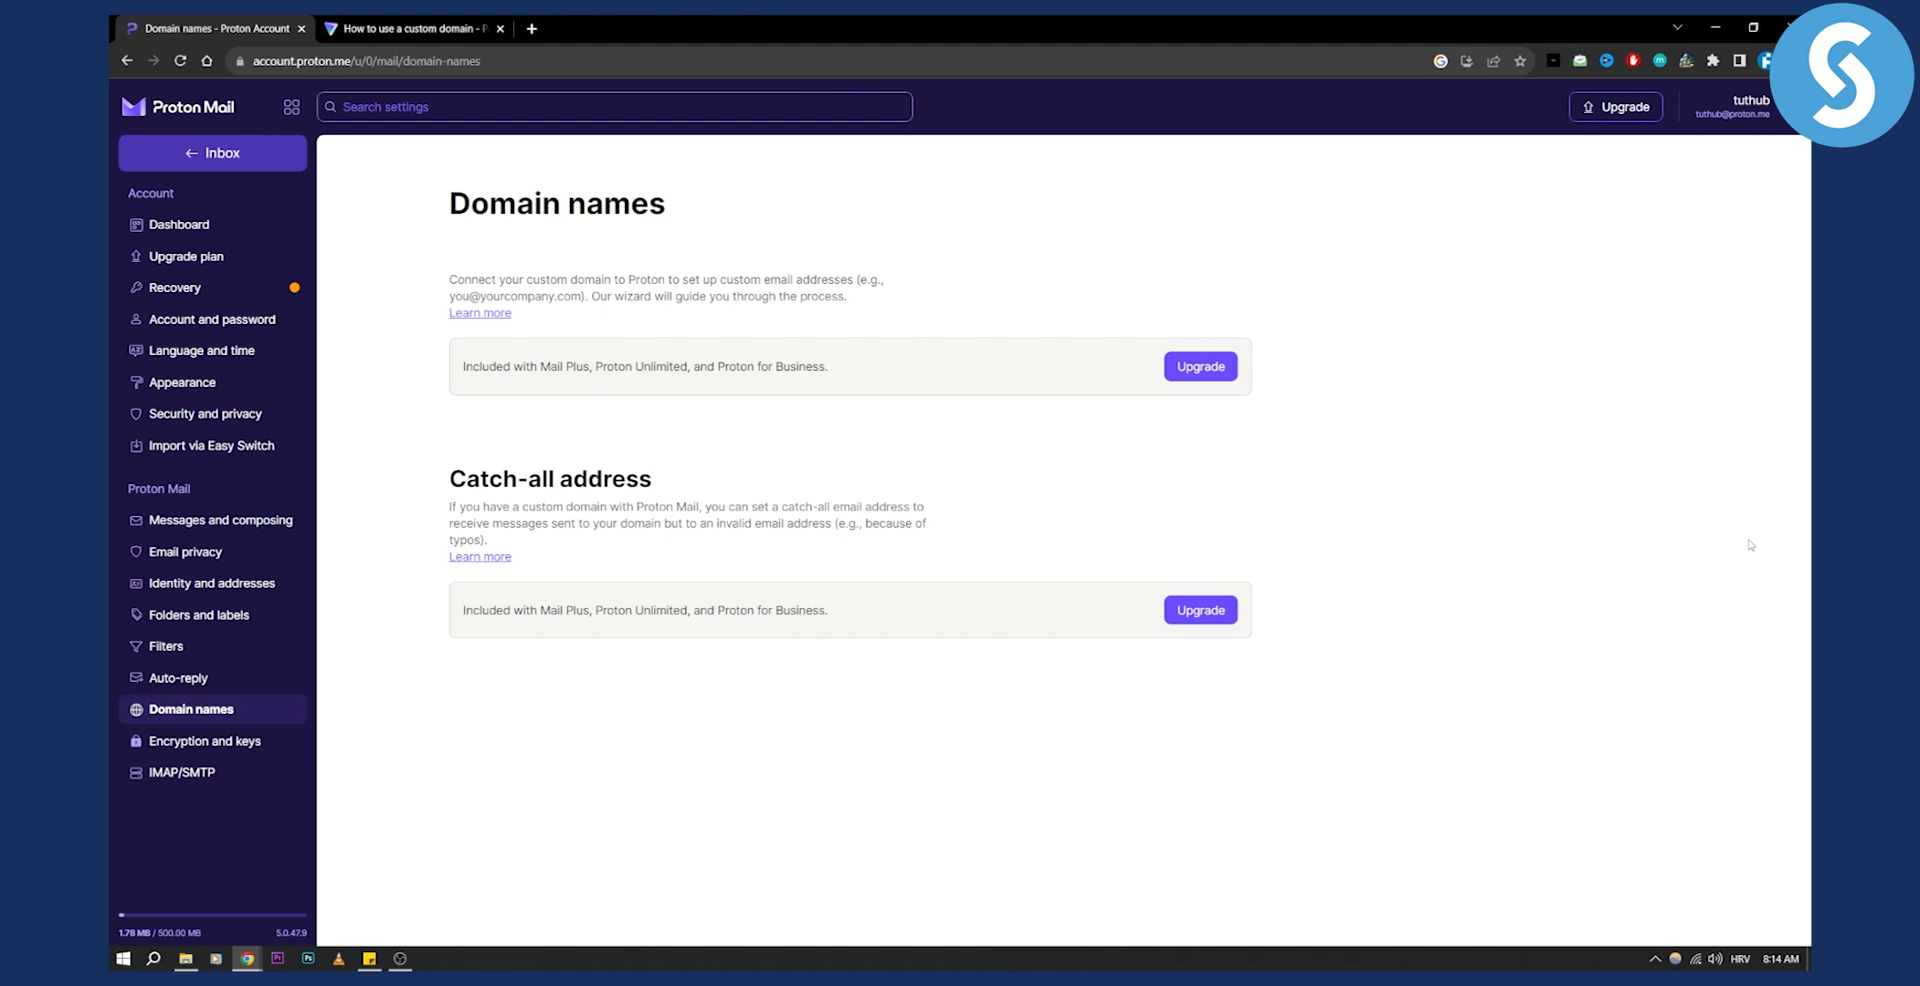 Domain names - Proton Account
How to use a custom domain - P
account.proton.me/u/0/mail/domain-names
Proton Mail
Search settings
Upgrade
tuthub
tuthub@proton.me
Inbox
Account
Dashboard
Upgrade plan
Recovery
Account and password
Language and time
Appearance
Security and privacy
Import via Easy Switch
Proton Mail
Messages and composing
Email privacy
Identity and addresses
Folders and labels
Filters
Auto-reply
Domain names
Encryption and keys
IMAP/SMTP
1.78 MB / 500.00 MB
5.0.47.9
Domain names
Connect your custom domain to Proton to set up custom email addresses (e.g.,
you@yourcompany.com). Our wizard will guide you through the process.
Learn more
Included with Mail Plus, Proton Unlimited, and Proton for Business.
Upgrade
Catch-all address
If you have a custom domain with Proton Mail, you can set a catch-all email address to
receive messages sent to your domain but to an invalid email address (e.g., because of
typos).
Learn more
Included with Mail Plus, Proton Unlimited, and Proton for Business.
Upgrade
Pr
Ps
HRV
8:14 AM